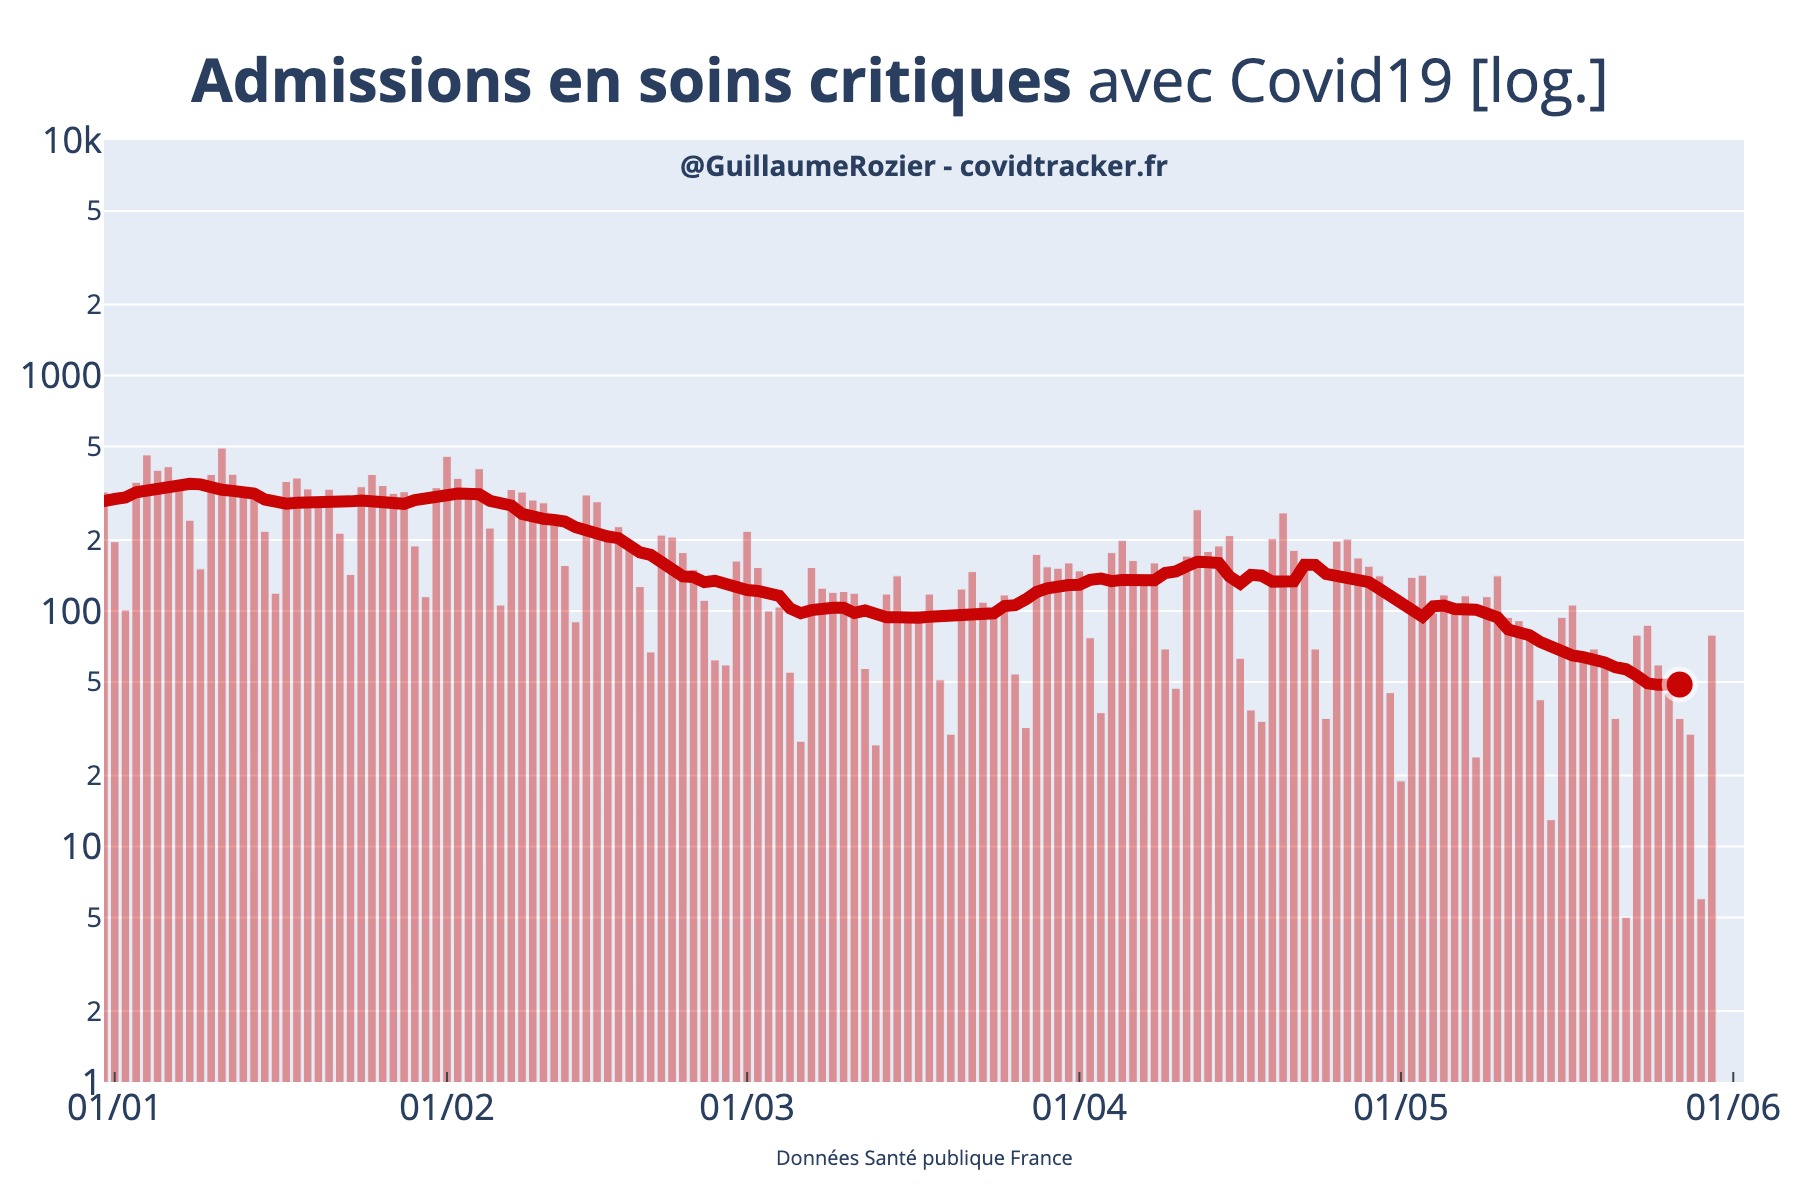 Admissions en soins critiques avec Covid19 [log.]
@GuillaumeRozier - covidtracker.fr
10k
5
2
1000
5
2
100
5
2
10
5
2
1
01/01 01/02 01/03 01/04 01/05 01/06
Données Santé publique France